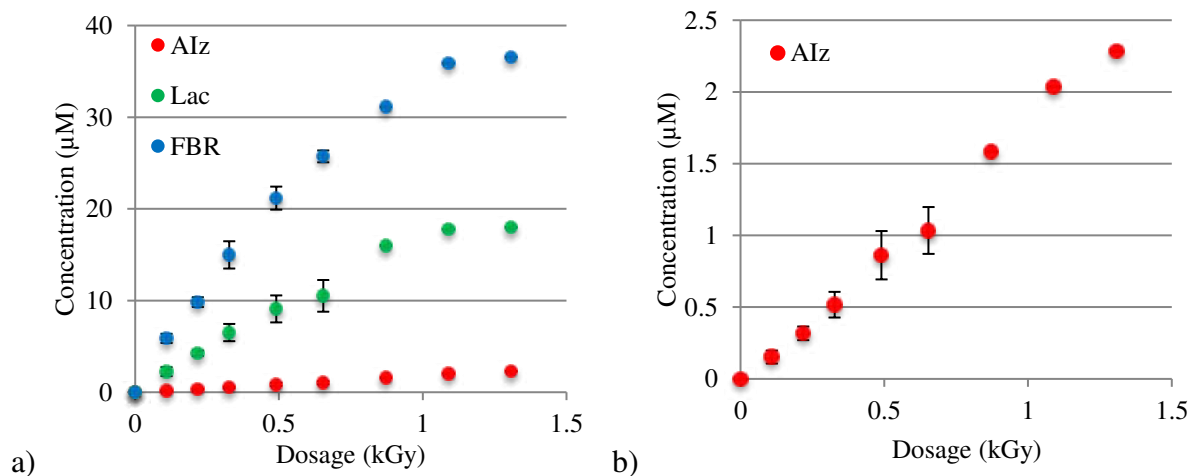 40
30
20
10
0
Concentration (µM)
AIz
Lac
FBR
0
0.5
1
1.5
Dosage (kGy)
a)
2.5
2
1.5
1
0.5
0
Concentration (µM)
AIz
0
0.5
1
1.5
Dosage (kGy)
b)